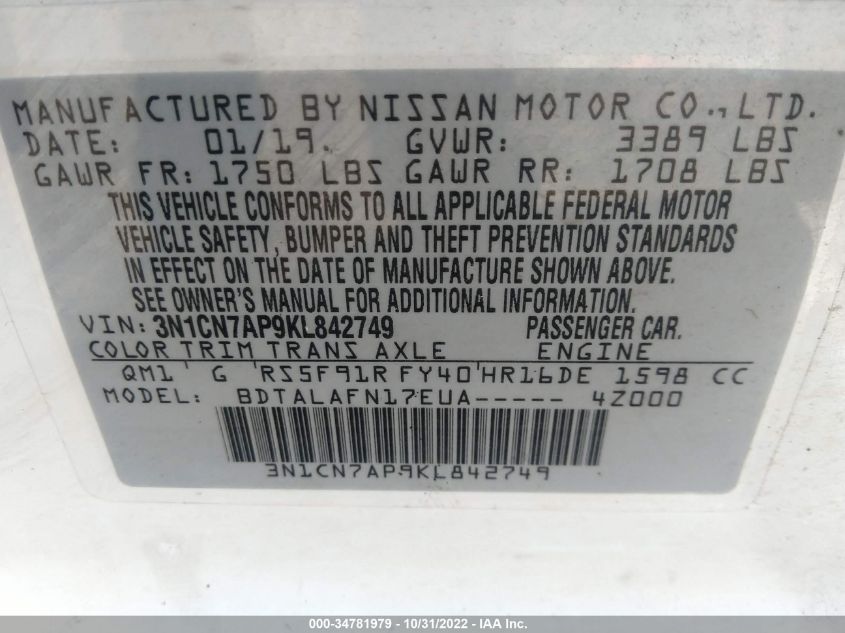 MANUFACTURED BY NISSAN MOTOR CO., LTD.
DATE: 01/19. GVWR: 3389 LBS
GAWR FR: 1750 LBS GAWR RR: 1708 LBS
THIS VEHICLE CONFORMS TO ALL APPLICABLE FEDERAL MOTOR
VEHICLE SAFETY, BUMPER AND THEFT PREVENTION STANDARDS
IN EFFECT ON THE DATE OF MANUFACTURE SHOWN ABOVE.
SEE OWNER'S MANUAL FOR ADDITIONAL INFORMATION.
VIN: 3N1CN7AP9KL842749 PASSENGER CAR.
COLOR TRIM TRANS AXLE ENGINE
QM1' G 'RS5F91R FY40'HR16DE 1598 CC
MODEL: BDTALAFN17EUA----- 4Z000
3N1CN7AP9KL842749
000-34781979 - 10/31/2022 - IAA Inc.